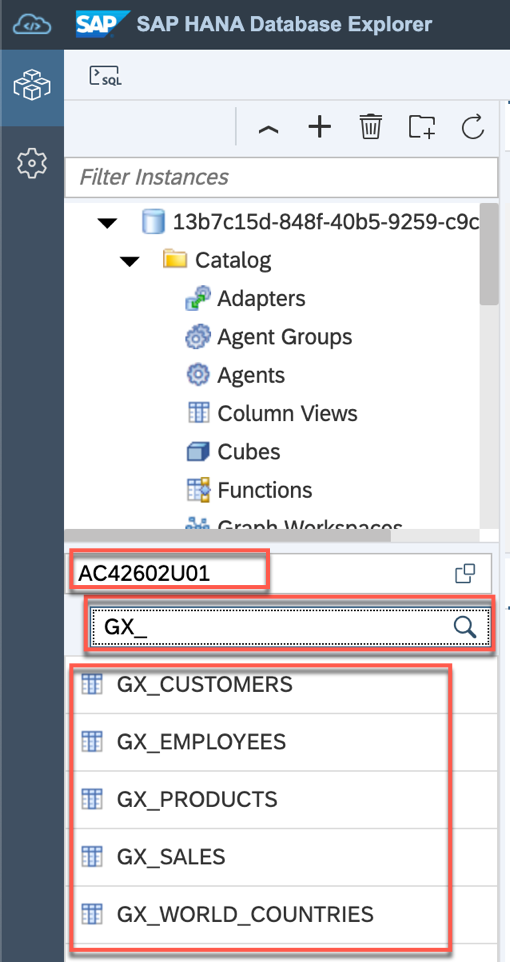 SAP SAP HANA Database Explorer
SQL
Filter Instances
13b7c15d-848f-40b5-9259-c9c
Catalog
Adapters
Agent Groups
Agents
Column Views
Cubes
Functions
Graph Workspaces
AC42602U01
GX_
GX_CUSTOMERS
GX_EMPLOYEES
GX_PRODUCTS
GX_SALES
GX_WORLD_COUNTRIES